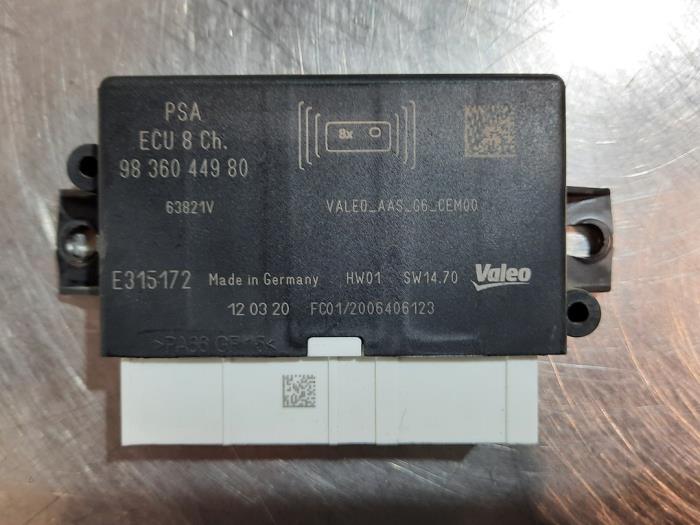 PSA
ECU 8 Ch.
98 360 449 80
8x
63821V
VALEO_AAS_G6_CEM00
E315172 Made in Germany HW01 SW14.70 Valeo
12 03 20 FC01/2006406123